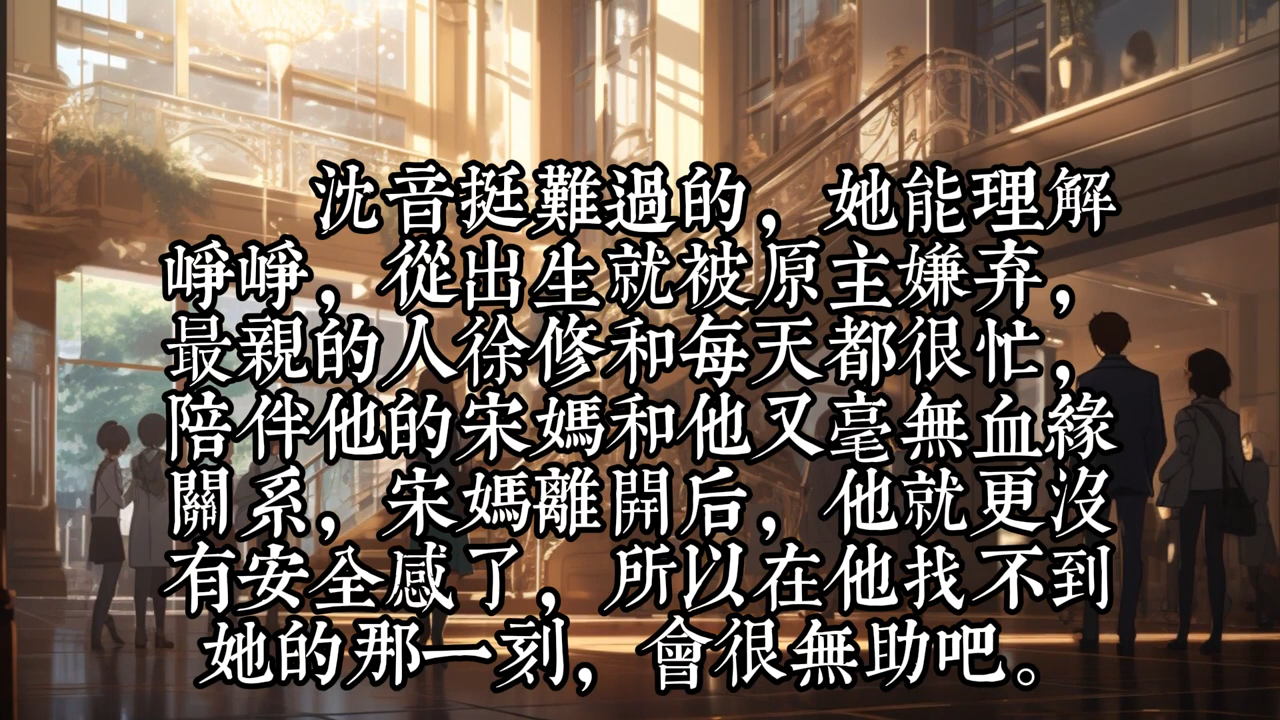 沈音挺難過的，她能理解
崢崢，從出生就被原主嫌弃，
最親的人徐修和每天都很忙，
陪伴他的宋媽和他又毫無血緣
關系，宋媽離開后，他就更沒
有安全感了，所以在他找不到
她的那一刻，會很無助吧。